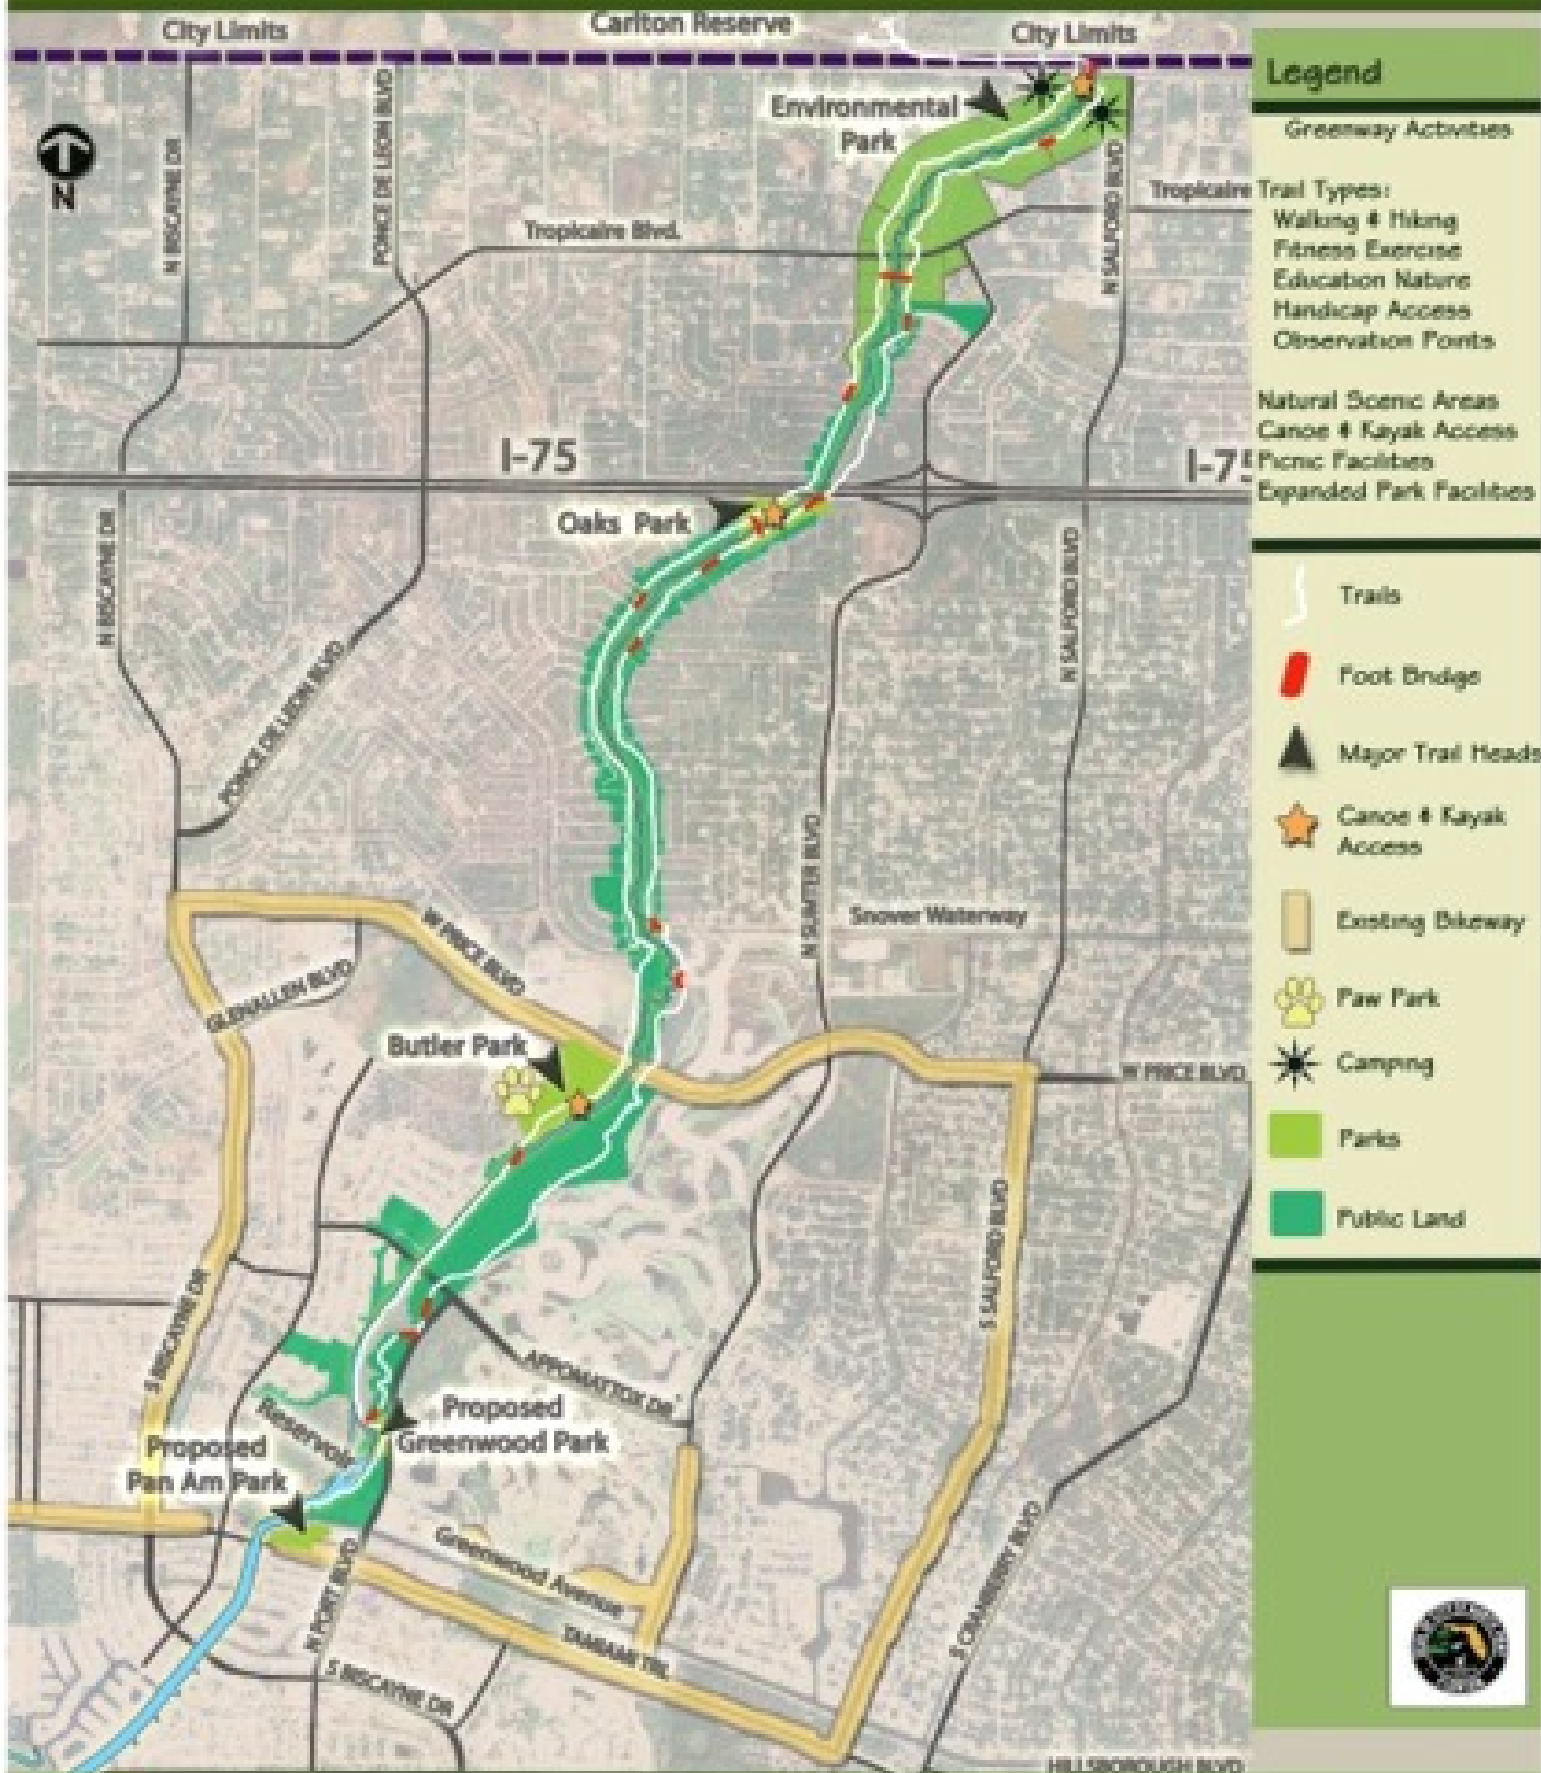 City Limits
Carlton Reserve
City Limits
Environmental
Park
N
N BISCAYNE DR
PONCE DE LEON BLVD
N SALFORD BLVD
Tropicaire Blvd.
Tropicaire
I-75
I-75
Oaks Park
N BISCAYNE DR
PONCE DE LEON BLVD
N SALFORD BLVD
N SUMTER BLVD
Snover Waterway
W PRICE BLVD
GLENALLEN BLVD
Butler Park
W PRICE BLVD
S BISCAYNE DR
S SALFORD BLVD
APPOMATTOX DR
Reservoir
Proposed
Greenwood Park
Proposed
Pan Am Park
Greenwood Avenue
TAMIAMI TRL
N PORT BLVD
S BISCAYNE DR
S CRANBERRY BLVD
HILLSBOROUGH BLVD
Legend
Greenway Activities
Trail Types:
Walking & Hiking
Fitness Exercise
Education Nature
Handicap Access
Observation Points
Natural Scenic Areas
Canoe & Kayak Access
Picnic Facilities
Expanded Park Facilities
Trails
Foot Bridge
Major Trail Heads
Canoe & Kayak
Access
Existing Bikeway
Paw Park
Camping
Parks
Public Land